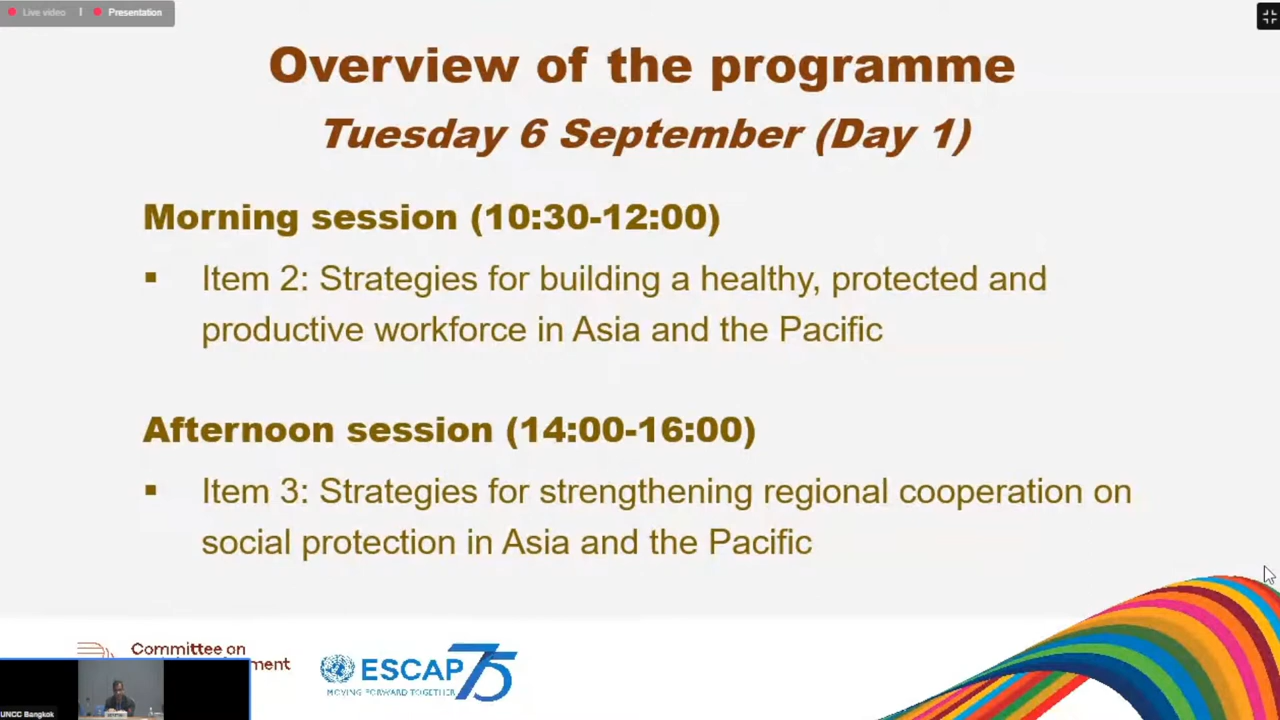 Live video
Presentation
Overview of the programme
Tuesday 6 September (Day 1)
Morning session (10:30-12:00)
▪ Item 2: Strategies for building a healthy, protected and
productive workforce in Asia and the Pacific
Afternoon session (14:00-16:00)
▪ Item 3: Strategies for strengthening regional cooperation on
social protection in Asia and the Pacific
Committee on
ESCAP 75
MOVING FORWARD TOGETHER
UNCC Bangkok